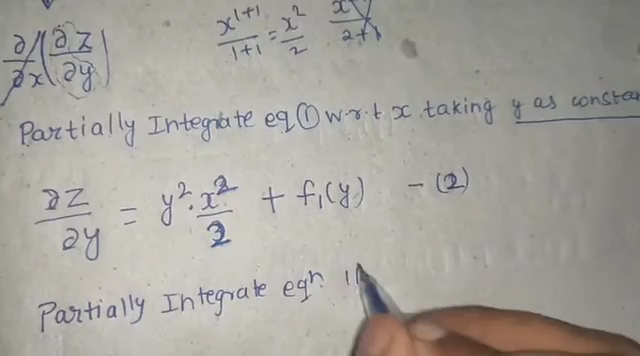 ∂/∂x (∂z/∂y)
x^(1+1)/(1+1) = x²/2
Partially Integrate eq ① w.r.t x taking y as constan
∂z/∂y = y² · x²/2 + f₁(y) - (2)
Partially Integrate eqn